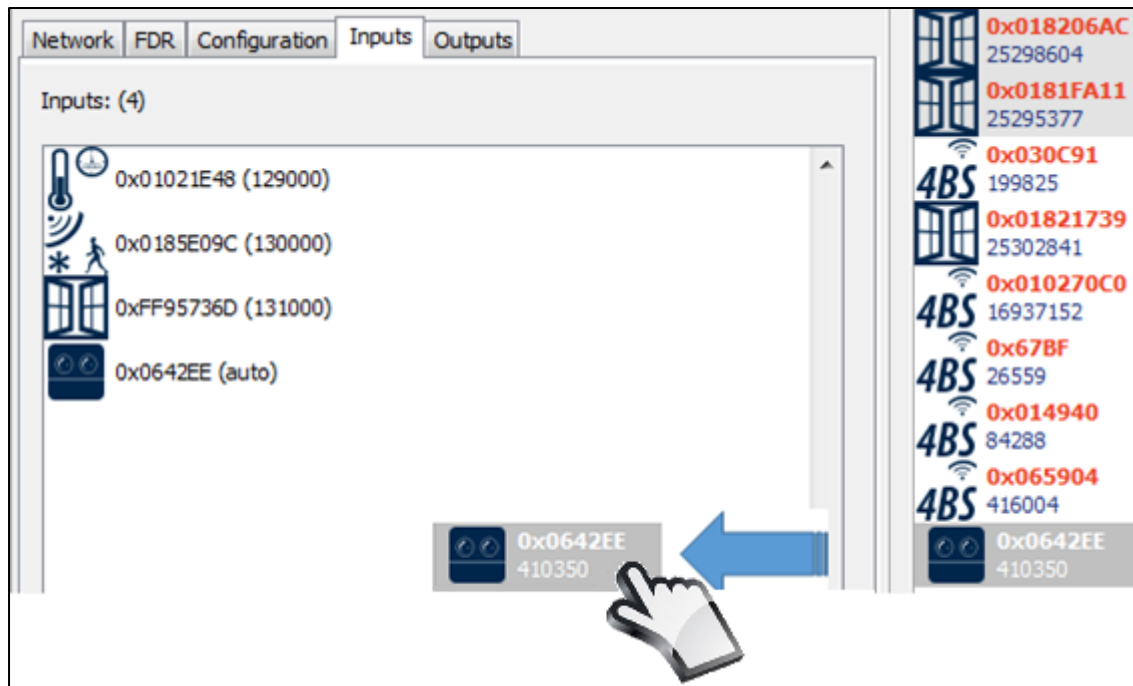 Network FDR Configuration Inputs Outputs
Inputs: (4)
0x01021E48 (129000)
0x0185E09C (130000)
0xFF95736D (131000)
0x0642EE (auto)
0x0642EE
410350
0x018206AC
25298604
0x0181FA11
25295377
4BS
0x030C91
199825
0x01821739
25302841
4BS
0x010270C0
16937152
4BS
0x67BF
26559
4BS
0x014940
84288
4BS
0x065904
416004
0x0642EE
410350